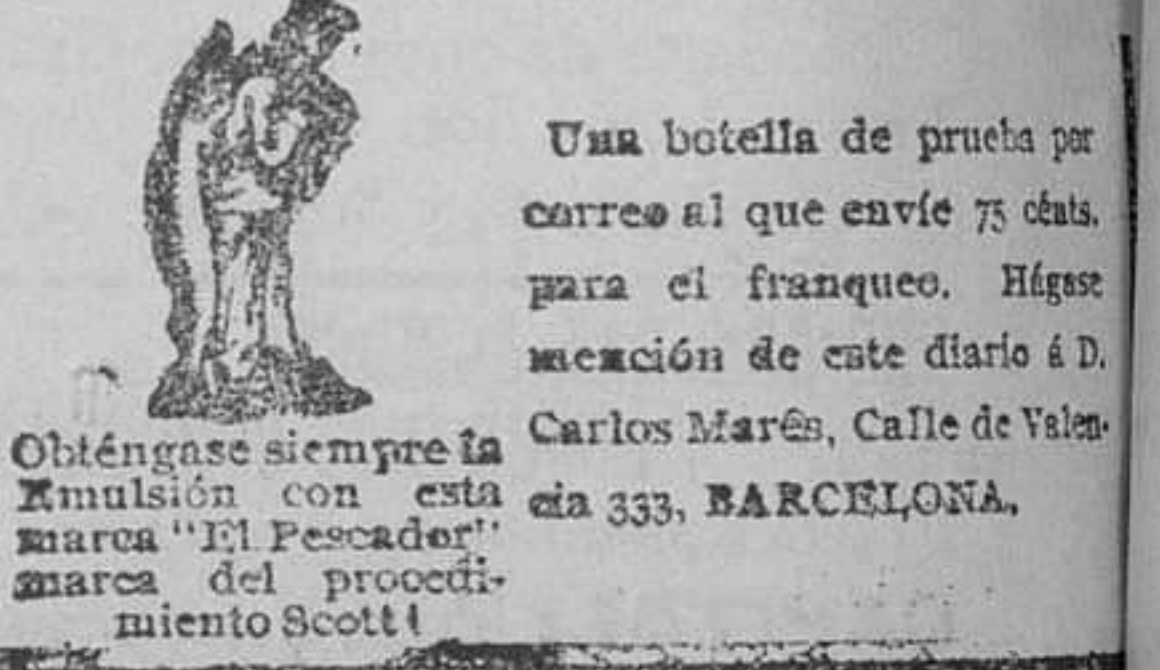 Obténgase siempre la
Emulsión con esta
marca "El Pescador"
marca del procedi-
miento Scott!
Una botella de prueba por
correo al que envíe 75 cénts.
para el franqueo. Hágase
mención de este diario á D.
Carlos Marês, Calle de Valen-
cia 333, BARCELONA.